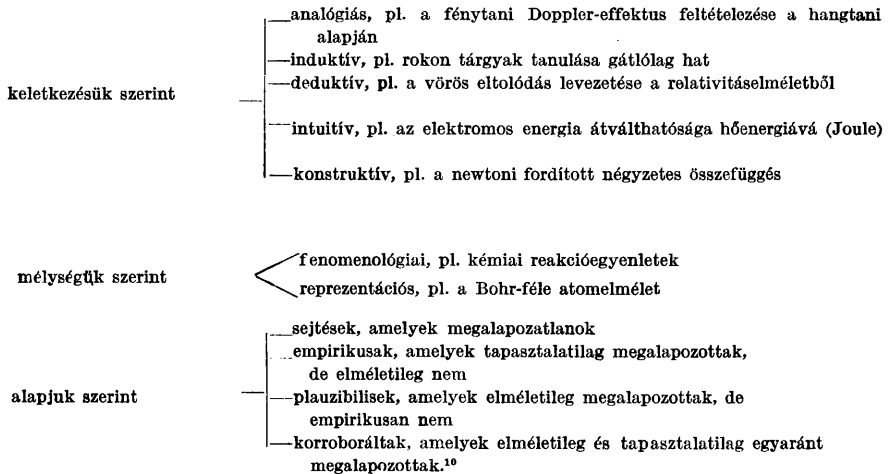 analógiás, pl. a fénytani Doppler-effektus feltételezése a hangtani
alapján
induktív, pl. rokon tárgyak tanulása gátlólag hat
keletkezésük szerint
deduktív, pl. a vörös eltolódás levezetése a relativitáselméletből
intuitív, pl. az elektromos energia átválthatósága hőenergiává (Joule)
konstruktív, pl. a newtoni fordított négyzetes összefüggés
mélységük szerint
fenomenológiai, pl. kémiai reakcióegyenletek
reprezentációs, pl. a Bohr-féle atomelmélet
sejtések, amelyek megalapozatlanok
empirikusak, amelyek tapasztalatilag megalapozottak,
de elméletileg nem
alapjuk szerint
plauzibilisek, amelyek elméletileg megalapozottak, de
empirikusan nem
korroboráltak, amelyek elméletileg és tapasztalatilag egyaránt
megalapozottak.¹⁰